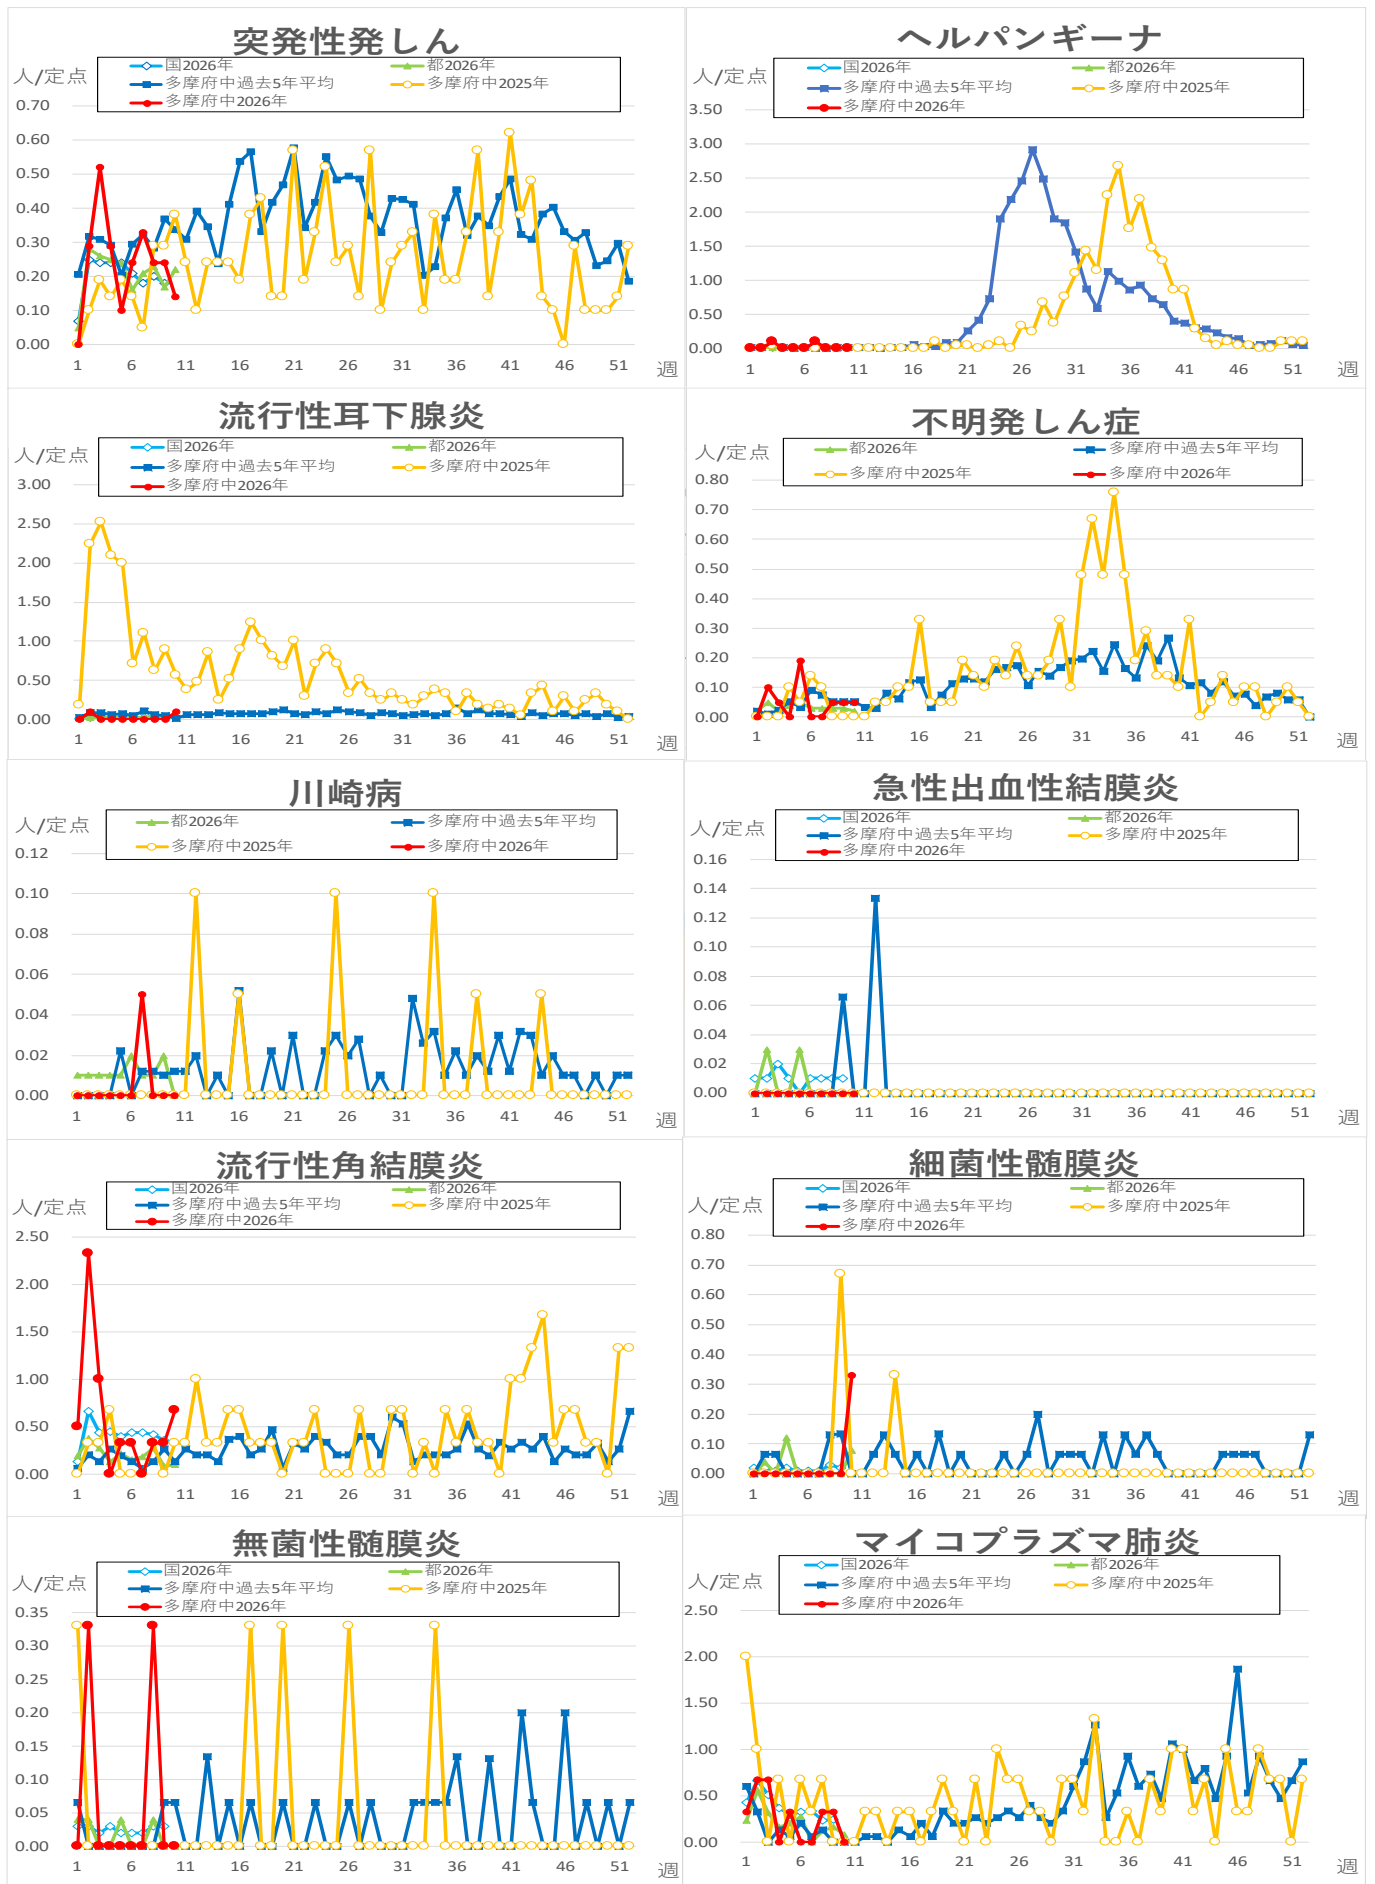 突発性発しん
人/定点
国2026年 都2026年
多摩府中過去5年平均 多摩府中2025年
多摩府中2026年
0.70
0.60
0.50
0.40
0.30
0.20
0.10
0.00
1 6 11 16 21 26 31 36 41 46 51 週
ヘルパンギーナ
人/定点
国2026年 都2026年
多摩府中過去5年平均 多摩府中2025年
多摩府中2026年
3.50
3.00
2.50
2.00
1.50
1.00
0.50
0.00
1 6 11 16 21 26 31 36 41 46 51 週
流行性耳下腺炎
人/定点
国2026年 都2026年
多摩府中過去5年平均 多摩府中2025年
多摩府中2026年
3.00
2.50
2.00
1.50
1.00
0.50
0.00
1 6 11 16 21 26 31 36 41 46 51 週
不明発しん症
人/定点
都2026年 多摩府中過去5年平均
多摩府中2025年 多摩府中2026年
0.80
0.70
0.60
0.50
0.40
0.30
0.20
0.10
0.00
1 6 11 16 21 26 31 36 41 46 51 週
川崎病
人/定点
都2026年 多摩府中過去5年平均
多摩府中2025年 多摩府中2026年
0.12
0.10
0.08
0.06
0.04
0.02
0.00
1 6 11 16 21 26 31 36 41 46 51 週
急性出血性結膜炎
人/定点
国2026年 都2026年
多摩府中過去5年平均 多摩府中2025年
多摩府中2026年
0.16
0.14
0.12
0.10
0.08
0.06
0.04
0.02
0.00
1 6 11 16 21 26 31 36 41 46 51 週
流行性角結膜炎
人/定点
国2026年 都2026年
多摩府中過去5年平均 多摩府中2025年
多摩府中2026年
2.50
2.00
1.50
1.00
0.50
0.00
1 6 11 16 21 26 31 36 41 46 51 週
細菌性髄膜炎
人/定点
国2026年 都2026年
多摩府中過去5年平均 多摩府中2025年
多摩府中2026年
0.80
0.70
0.60
0.50
0.40
0.30
0.20
0.10
0.00
1 6 11 16 21 26 31 36 41 46 51 週
無菌性髄膜炎
人/定点
国2026年 都2026年
多摩府中過去5年平均 多摩府中2025年
多摩府中2026年
0.35
0.30
0.25
0.20
0.15
0.10
0.05
0.00
1 6 11 16 21 26 31 36 41 46 51 週
マイコプラズマ肺炎
人/定点
国2026年 都2026年
多摩府中過去5年平均 多摩府中2025年
多摩府中2026年
2.50
2.00
1.50
1.00
0.50
0.00
1 6 11 16 21 26 31 36 41 46 51 週